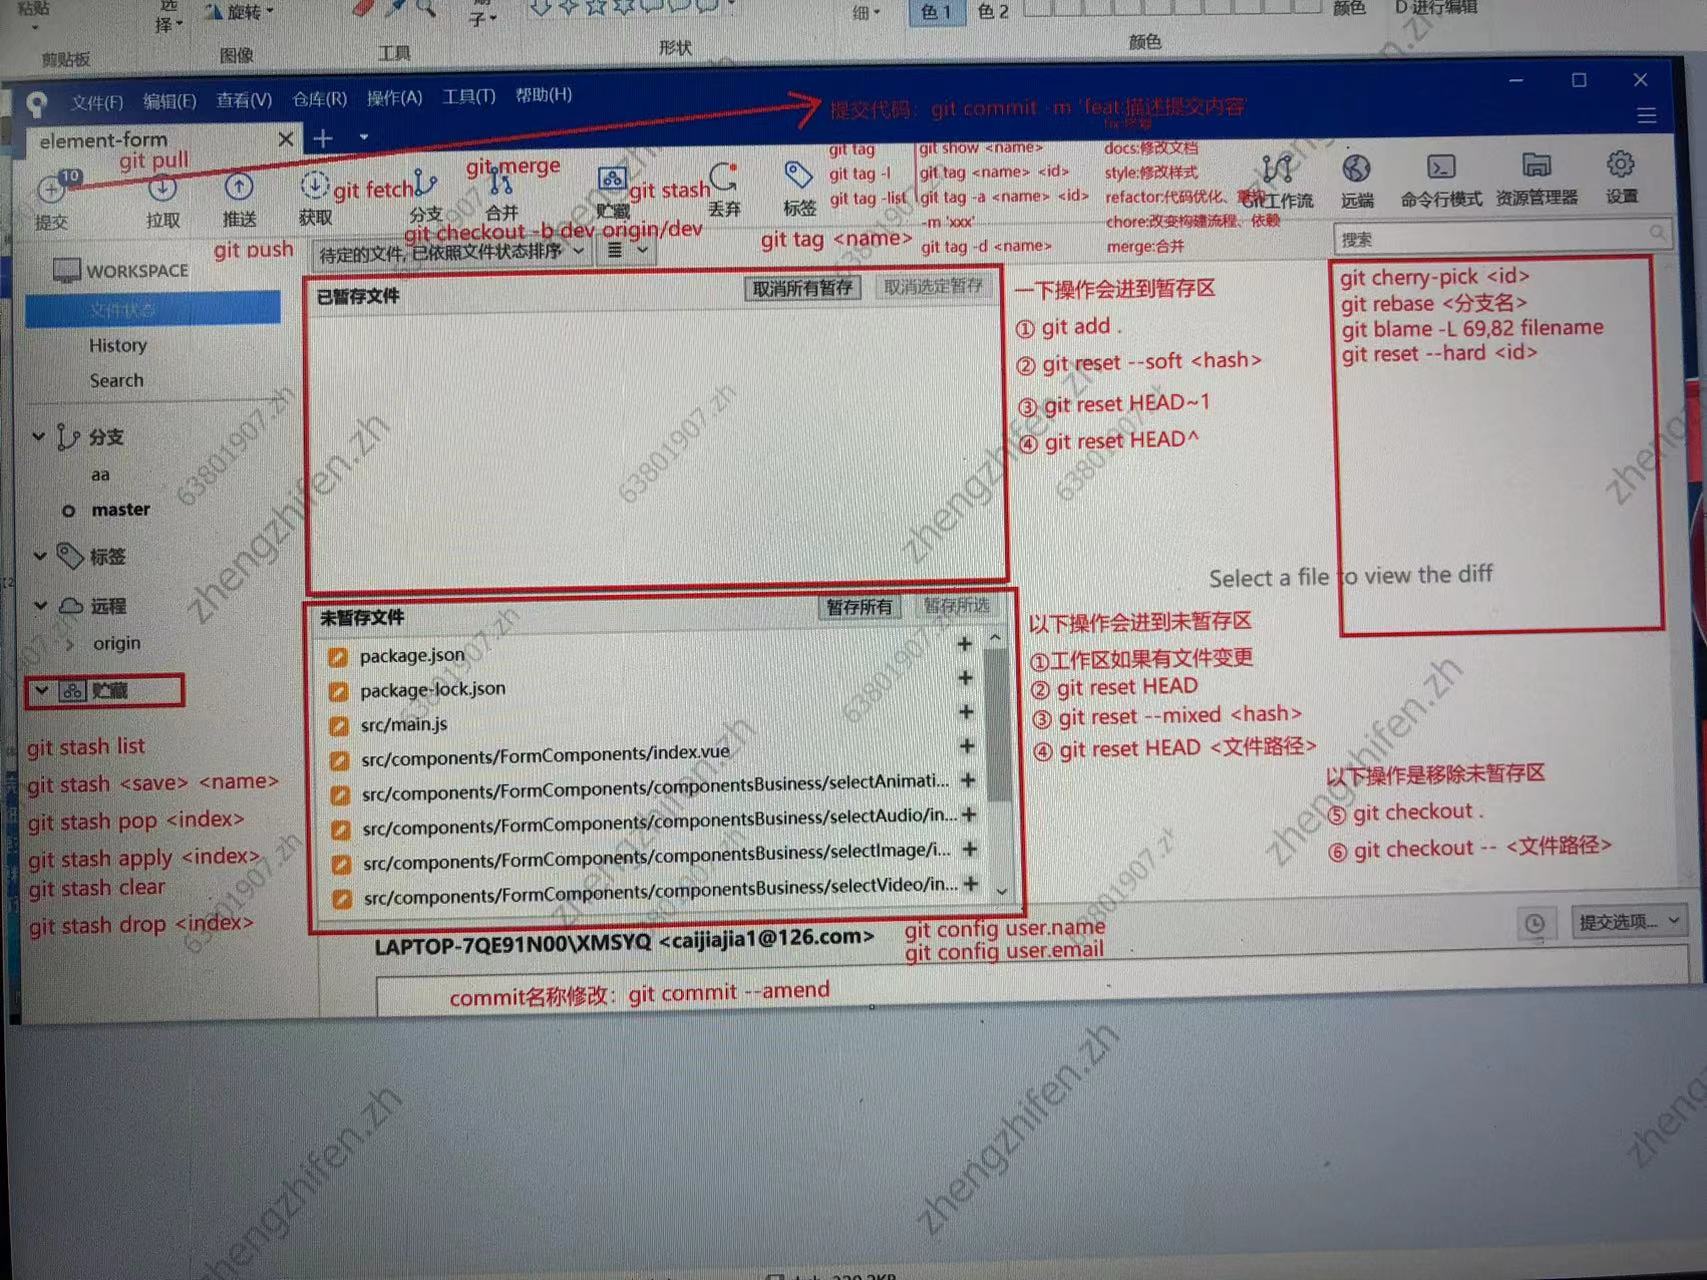 粘贴
选
择
旋转
子
细
色 1
色 2
颜色
D 进行编辑
剪贴板
图像
工具
形状
颜色
文件(F) 编辑(E) 查看(V) 仓库(R) 操作(A) 工具(T) 帮助(H)
提交代码：git commit -m 'feat:描述提交内容'
element-form
git pull
10
提交
拉取
推送
git push
获取
git fetch
分支
git checkout -b dev origin/dev
git merge
合并
贮藏
git stash
丢弃
标签
git tag <name>
git tag
git tag -l
git tag -list
git show <name>
git tag <name> <id>
git tag -a <name> <id>
-m 'xxx'
git tag -d <name>
docs:修改文档
style:修改样式
refactor:代码优化、重构
chore:改变构建流程、依赖
merge:合并
工作流
远端
命令行模式
资源管理器
设置
待定的文件, 已依照文件状态排序
搜索
WORKSPACE
文件状态
History
Search
分支
aa
master
标签
远程
origin
贮藏
git stash list
git stash <save> <name>
git stash pop <index>
git stash apply <index>
git stash clear
git stash drop <index>
已暂存文件
取消所有暂存
取消选定暂存
一下操作会进到暂存区
① git add .
② git reset --soft <hash>
③ git reset HEAD~1
④ git reset HEAD^
git cherry-pick <id>
git rebase <分支名>
git blame -L 69,82 filename
git reset --hard <id>
Select a file to view the diff
未暂存文件
暂存所有
暂存所选
package.json
package-lock.json
src/main.js
src/components/FormComponents/index.vue
src/components/FormComponents/componentsBusiness/selectAnimati...
src/components/FormComponents/componentsBusiness/selectAudio/in...
src/components/FormComponents/componentsBusiness/selectImage/i...
src/components/FormComponents/componentsBusiness/selectVideo/in...
以下操作会进到未暂存区
①工作区如果有文件变更
② git reset HEAD
③ git reset --mixed <hash>
④ git reset HEAD <文件路径>
以下操作是移除未暂存区
⑤ git checkout .
⑥ git checkout -- <文件路径>
LAPTOP-7QE91N00\XMSYQ <caijiajia1@126.com>
git config user.name
git config user.email
提交选项...
commit名称修改：git commit --amend
63801907.zh
zhengzhifen.zh